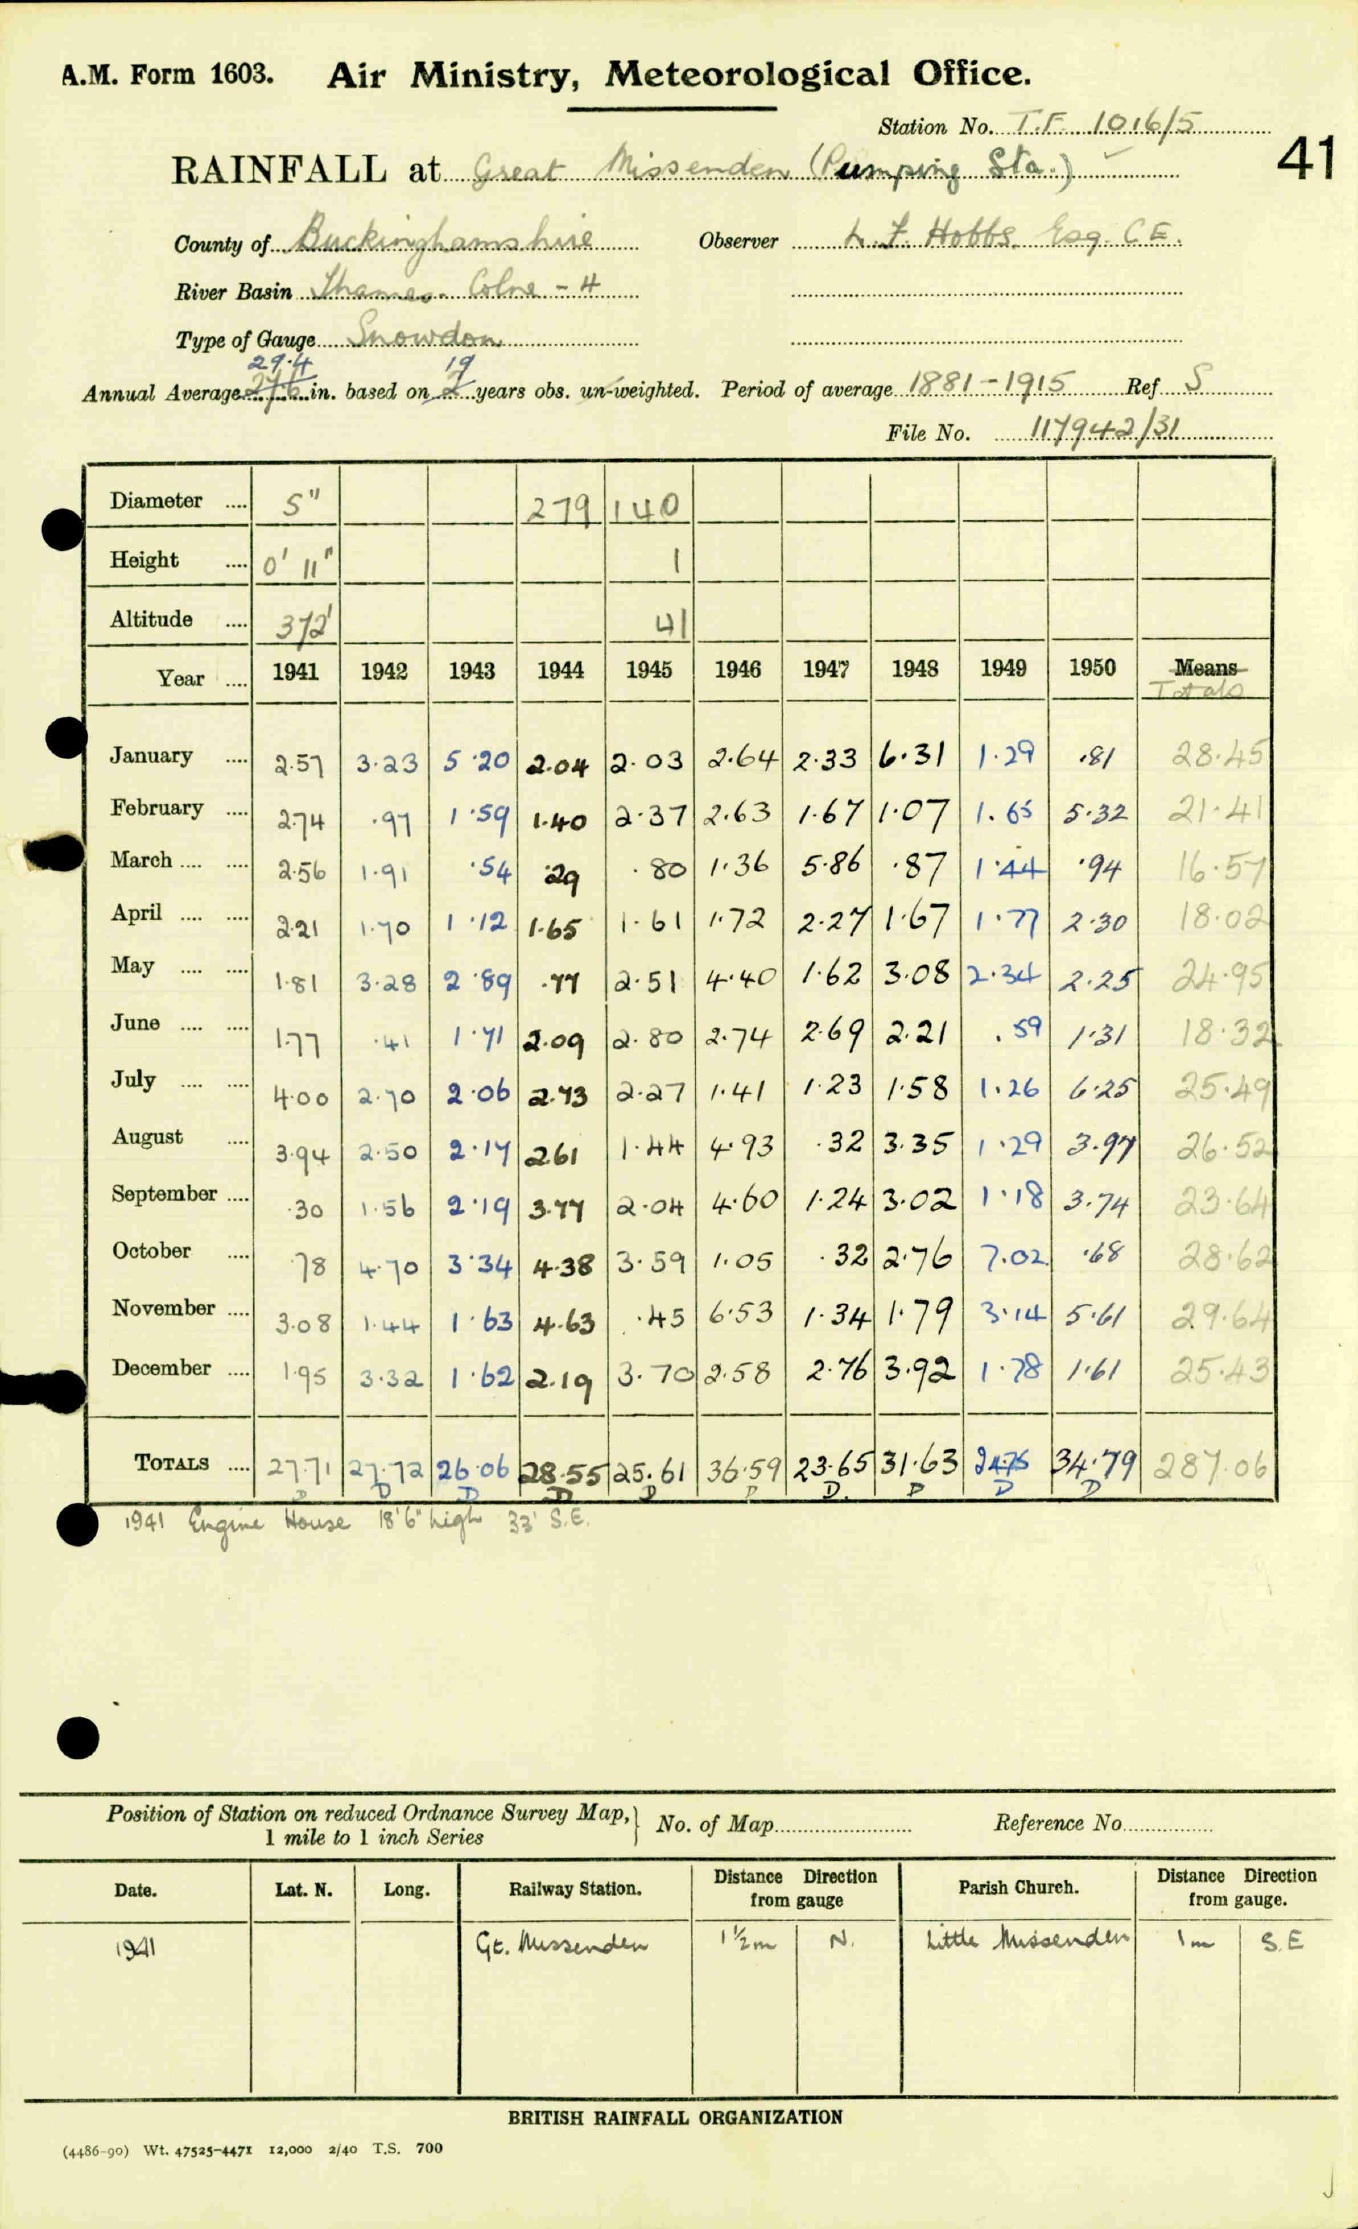 A.M. Form 1603. Air Ministry, Meteorological Office.
Station No. T.F. 1016/5
41
RAINFALL at Great Missenden (Pumping Sta.)
County of Buckinghamshire Observer L. F. Hobbs. Esq. C.E.
River Basin Thames. Colne - 4
Type of Gauge Snowdon
29.4 19
Annual Average 27.6 in. based on 2 years obs. un-weighted. Period of average 1881-1915 Ref S
File No. 117942/31
Diameter .... 5" 279 140
Height .... 0' 11" 1
Altitude .... 372' 41
Year .... 1941 1942 1943 1944 1945 1946 1947 1948 1949 1950 Means
Totals
January .... 2.57 3.23 5.20 2.04 2.03 2.64 2.33 6.31 1.29 .81 28.45
February .... 2.74 .97 1.59 1.40 2.37 2.63 1.67 1.07 1.65 5.32 21.41
March .... .... 2.56 1.91 .54 .29 .80 1.36 5.86 .87 1.44 .94 16.57
April .... .... 2.21 1.70 1.12 1.65 1.61 1.72 2.27 1.67 1.77 2.30 18.02
May .... .... 1.81 3.28 2.89 .77 2.51 4.40 1.62 3.08 2.34 2.25 24.95
June .... .... 1.77 .41 1.71 2.09 2.80 2.74 2.69 2.21 .59 1.31 18.32
July .... .... 4.00 2.70 2.06 2.73 2.27 1.41 1.23 1.58 1.26 6.25 25.49
August .... 3.94 2.50 2.17 2.61 1.44 4.93 .32 3.35 1.29 3.97 26.52
September .... .30 1.56 2.19 3.77 2.04 4.60 1.24 3.02 1.18 3.74 23.64
October .... .78 4.70 3.34 4.38 3.59 1.05 .32 2.76 7.02 .68 28.62
November .... 3.08 1.44 1.63 4.63 .45 6.53 1.34 1.79 3.14 5.61 29.64
December .... 1.95 3.32 1.62 2.19 3.70 2.58 2.76 3.92 1.78 1.61 25.43
TOTALS .... 27.71 27.72 26.06 28.55 25.61 36.59 23.65 31.63 24.75 34.79 287.06
D D D D D D D. D D D
1941 Engine House 18'6" high 33' S.E.
Position of Station on reduced Ordnance Survey Map,} No. of Map Reference No
1 mile to 1 inch Series
Date. Lat. N. Long. Railway Station. Distance Direction from gauge Parish Church. Distance Direction from gauge.
1941 Gt. Missenden 1½m N. Little Missenden 1m S.E
BRITISH RAINFALL ORGANIZATION
(4486-90) Wt. 47525-4471 12,000 2/40 T.S. 700